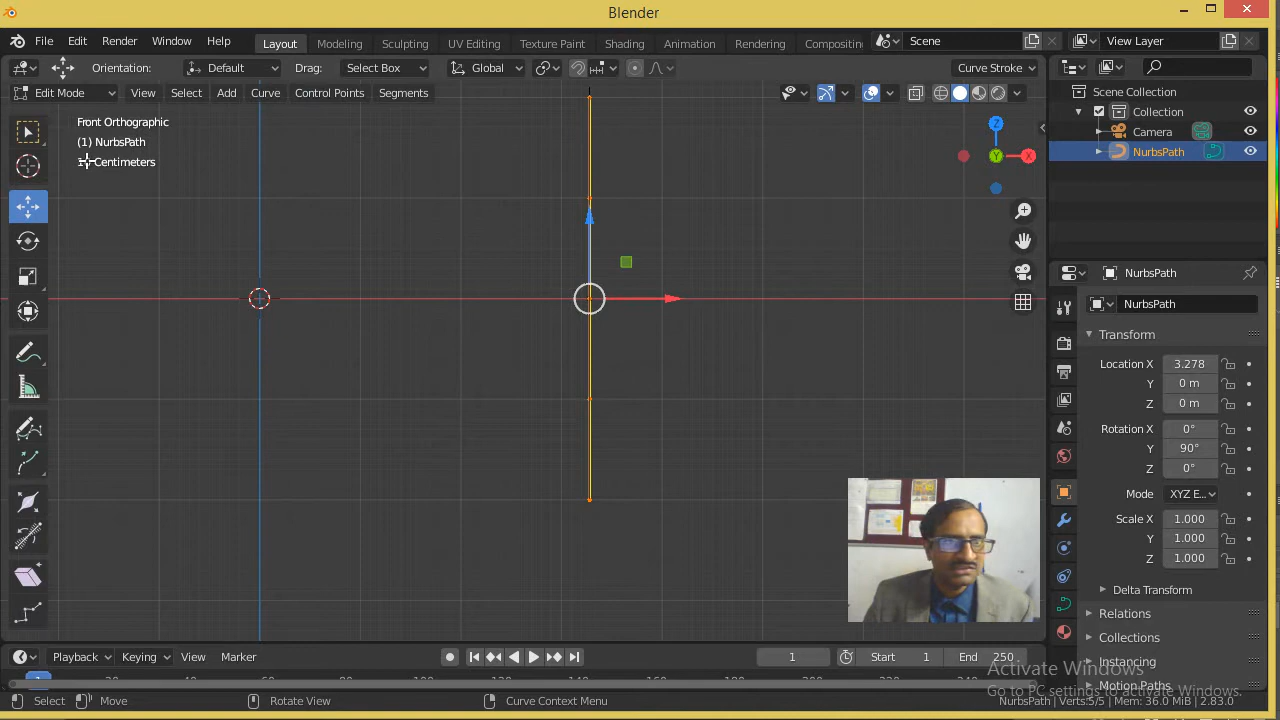 Blender
File Edit Render Window Help Layout Modeling Sculpting UV Editing Texture Paint Shading Animation Rendering Compositing Scene View Layer
Orientation: Default Drag: Select Box Global Curve Stroke
Edit Mode View Select Add Curve Control Points Segments
Scene Collection
Collection
Camera
NurbsPath
Front Orthographic
(1) NurbsPath
Centimeters
Z
Y
X
NurbsPath
NurbsPath
Transform
Location X 3.278
Y 0 m
Z 0 m
Rotation X 0°
Y 90°
Z 0°
Mode XYZ E...
Scale X 1.000
Y 1.000
Z 1.000
Delta Transform
Relations
Collections
Instancing
Motion Paths
Activate Windows
Go to PC settings to activate Windows.
Playback Keying View Marker 1 Start 1 End 250
Select Move Rotate View Curve Context Menu NurbsPath | Verts:5/5 | Mem: 36.0 MiB | 2.83.0